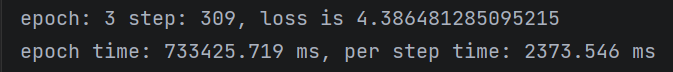 epoch: 3 step: 309, loss is 4.386481285095215
epoch time: 733425.719 ms, per step time: 2373.546 ms